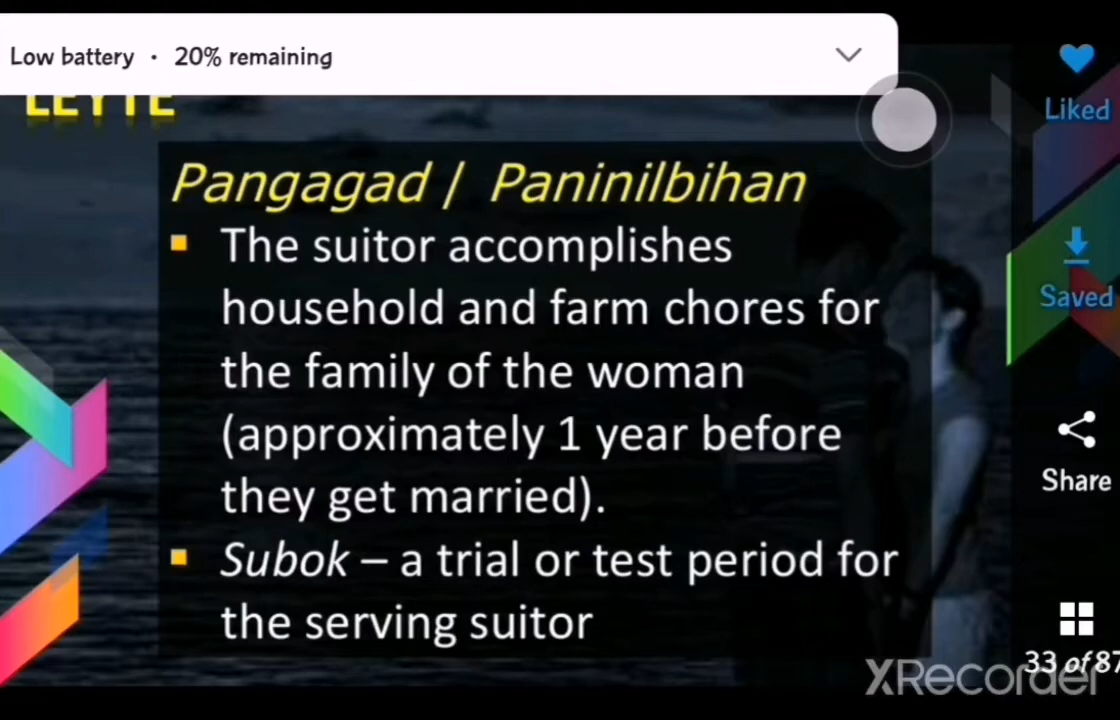 Low battery • 20% remaining
LEYTE
Liked
Pangagad / Paninilbihan
▪ The suitor accomplishes
household and farm chores for
Saved
the family of the woman
(approximately 1 year before
Share
they get married).
▪ Subok – a trial or test period for
the serving suitor
33 of 87
XRecorder